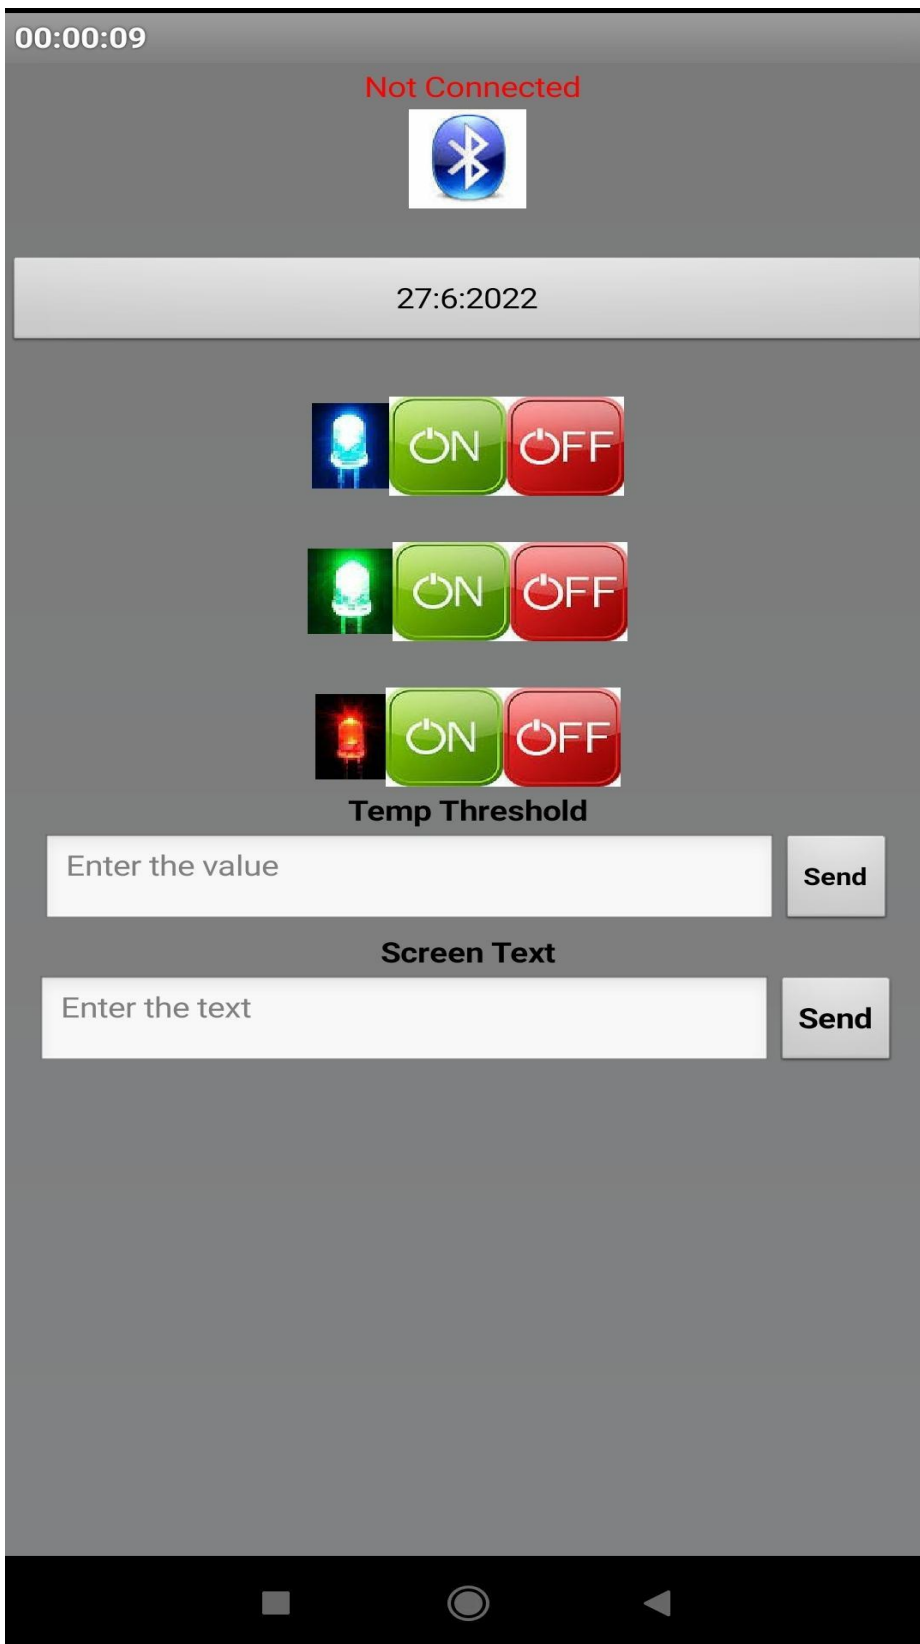 00:00:09
Not Connected
27:6:2022
ON OFF
ON OFF
ON OFF
Temp Threshold
Enter the value Send
Screen Text
Enter the text Send